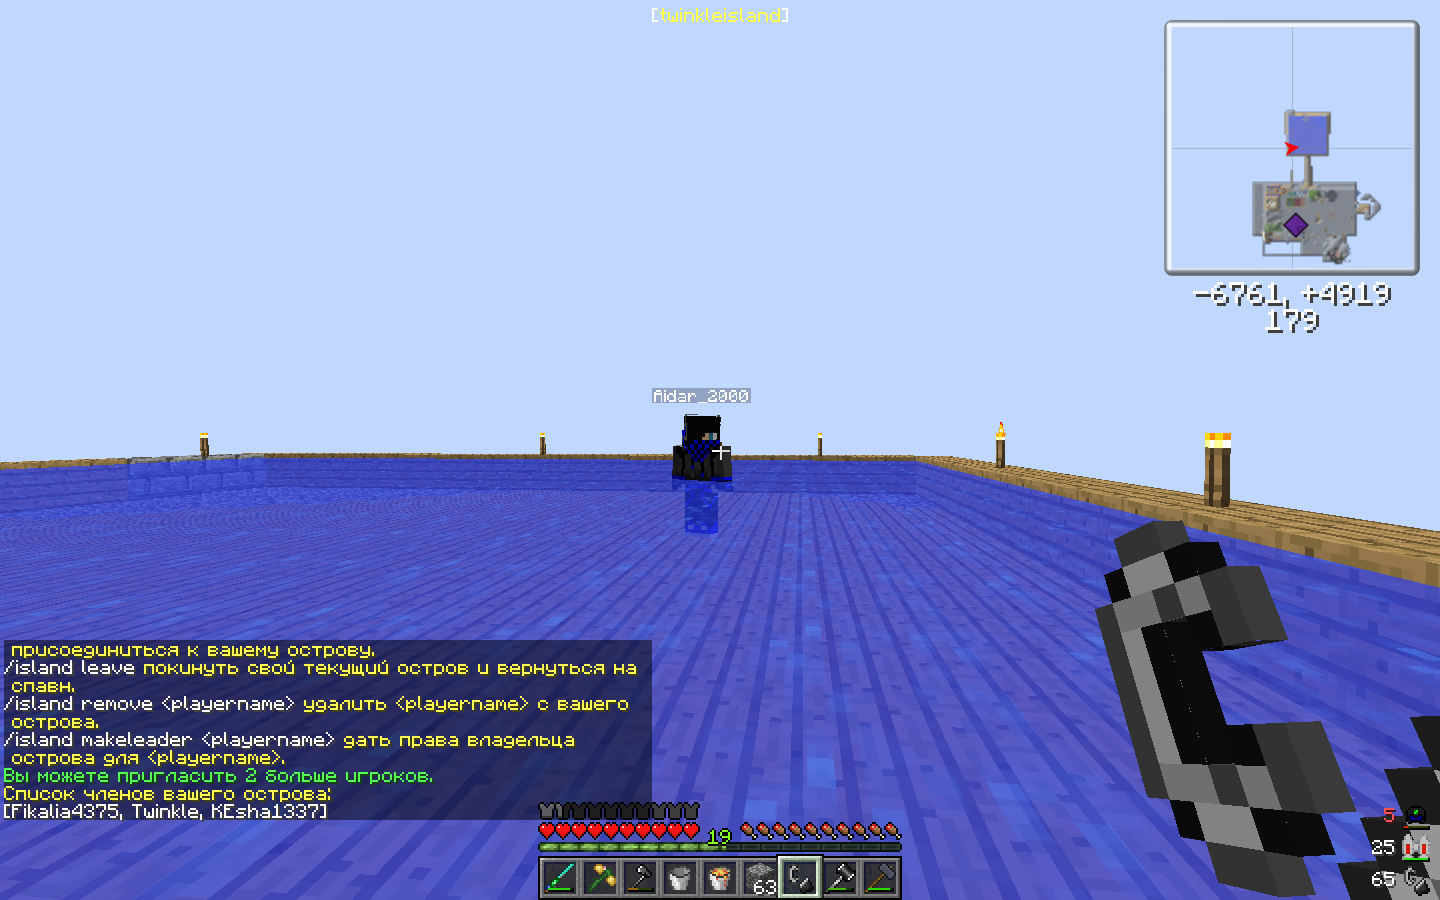 [twinkleisland]
-6761, +4919
179
Aidar_2000
присоединиться к вашему острову.
/island leave покинуть свой текущий остров и вернуться на
спавн.
/island remove <playername> удалить <playername> с вашего
острова.
/island makeleader <playername> дать права владельца
острова для <playername>.
Вы можете пригласить 2 больше игроков.
Список членов вашего острова:
[Fikalia4375, Twinkle, KEsha1337]
19
63
5
25
65